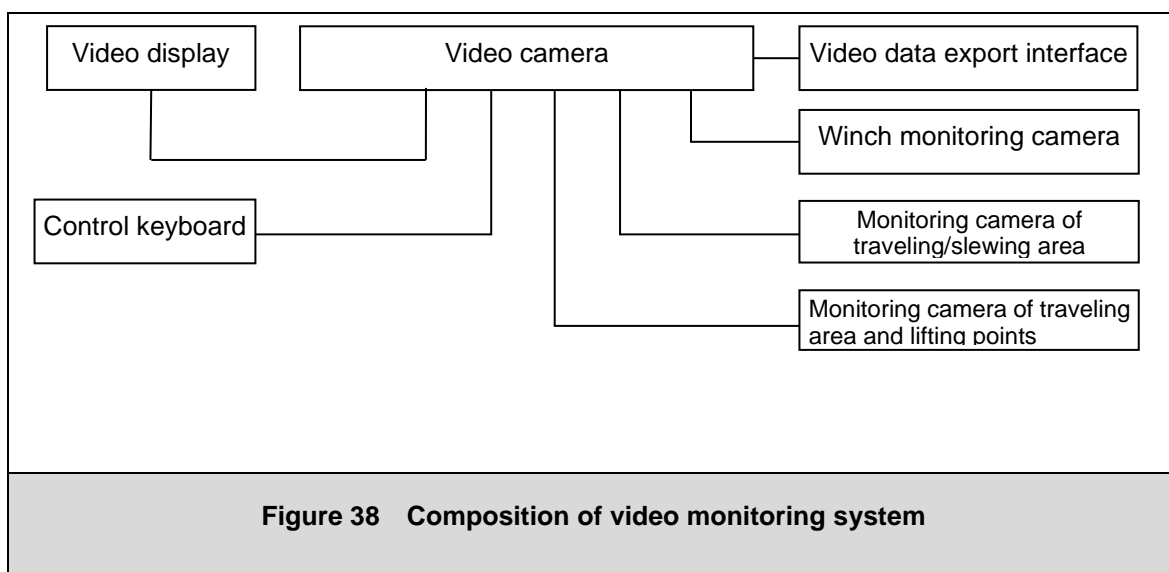 Video display
Video camera
Video data export interface
Winch monitoring camera
Control keyboard
Monitoring camera of
traveling/slewing area
Monitoring camera of traveling
area and lifting points
Figure 38 Composition of video monitoring system